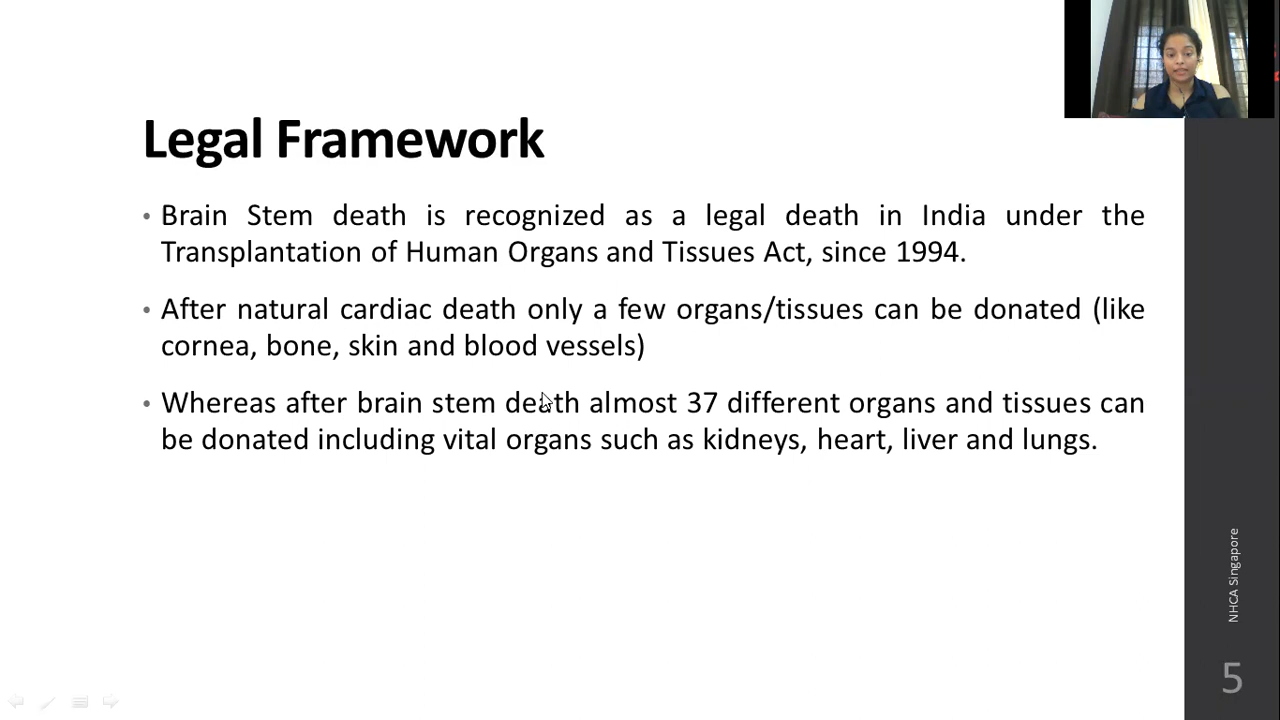 Legal Framework
• Brain Stem death is recognized as a legal death in India under the
Transplantation of Human Organs and Tissues Act, since 1994.
• After natural cardiac death only a few organs/tissues can be donated (like
cornea, bone, skin and blood vessels)
• Whereas after brain stem death almost 37 different organs and tissues can
be donated including vital organs such as kidneys, heart, liver and lungs.
NHCA Singapore
5